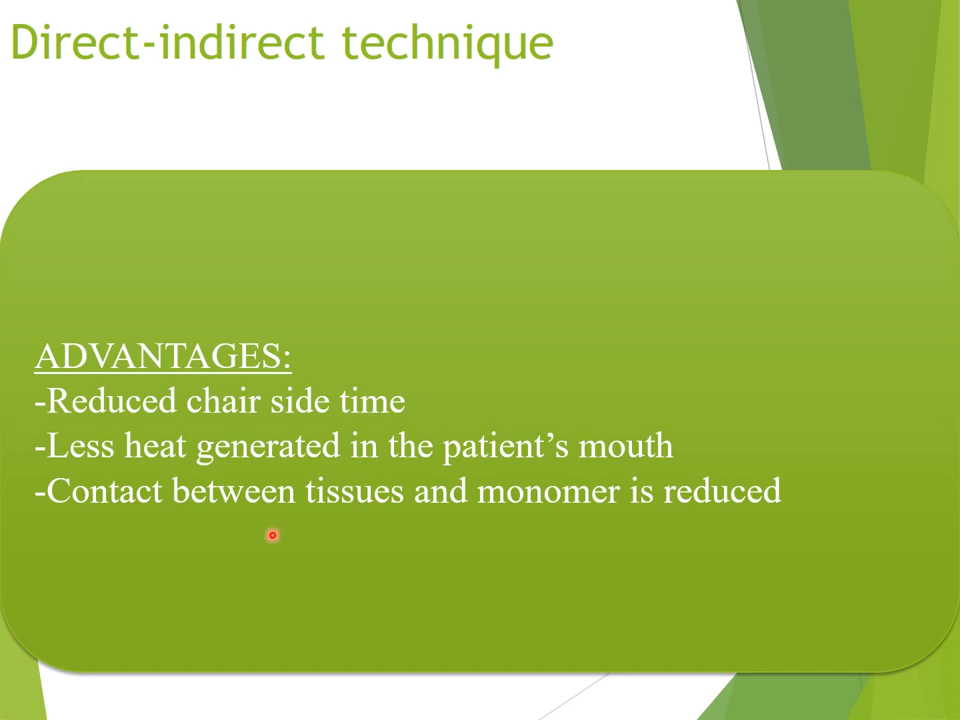 Direct-indirect technique
ADVANTAGES:
-Reduced chair side time
-Less heat generated in the patient’s mouth
-Contact between tissues and monomer is reduced